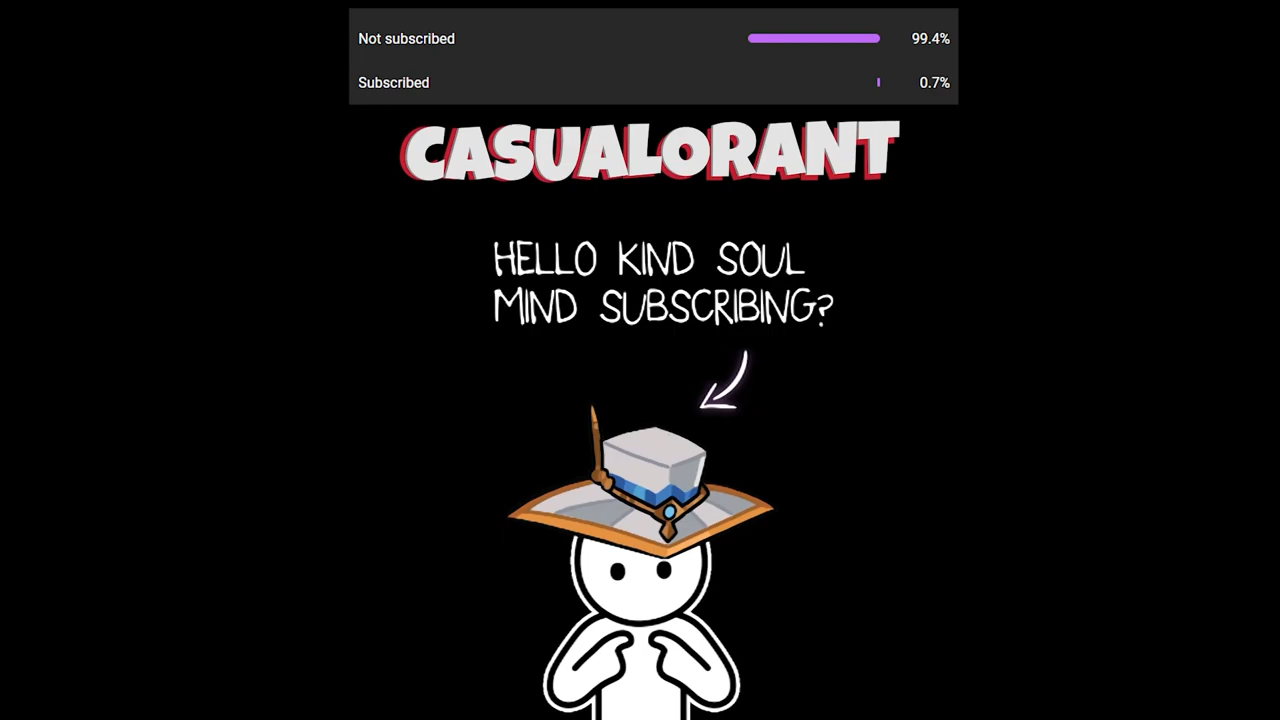 Not subscribed 99.4%
Subscribed 0.7%
CASUALORANT
HELLO KIND SOUL
MIND SUBSCRIBING?